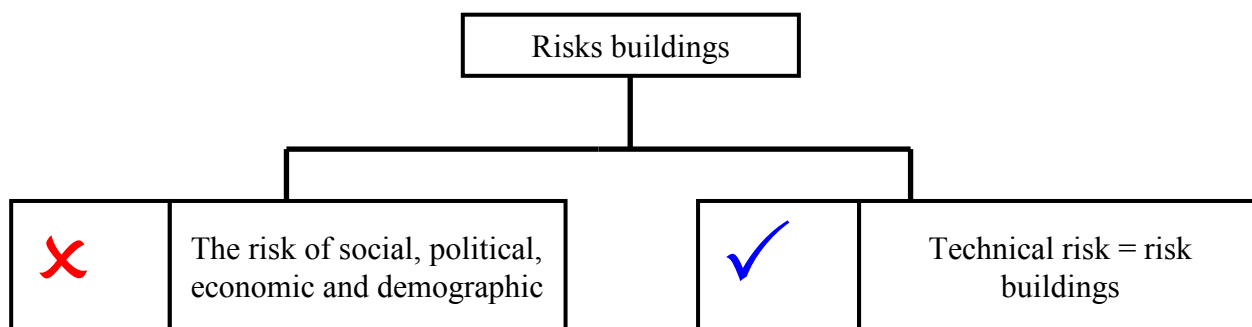 Risks buildings
The risk of social, political,
economic and demographic
Technical risk = risk
buildings